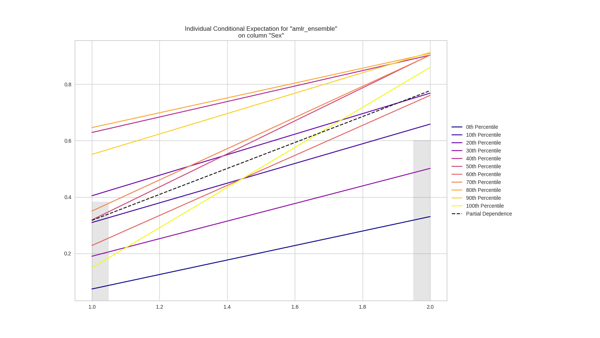 Individual Conditional Expectation for "amlr_ensemble"
on column "Sex"
0.8
0.6
0.4
0.2
1.0 1.2 1.4 1.6 1.8 2.0
0th Percentile
10th Percentile
20th Percentile
30th Percentile
40th Percentile
50th Percentile
60th Percentile
70th Percentile
80th Percentile
90th Percentile
100th Percentile
Partial Dependence